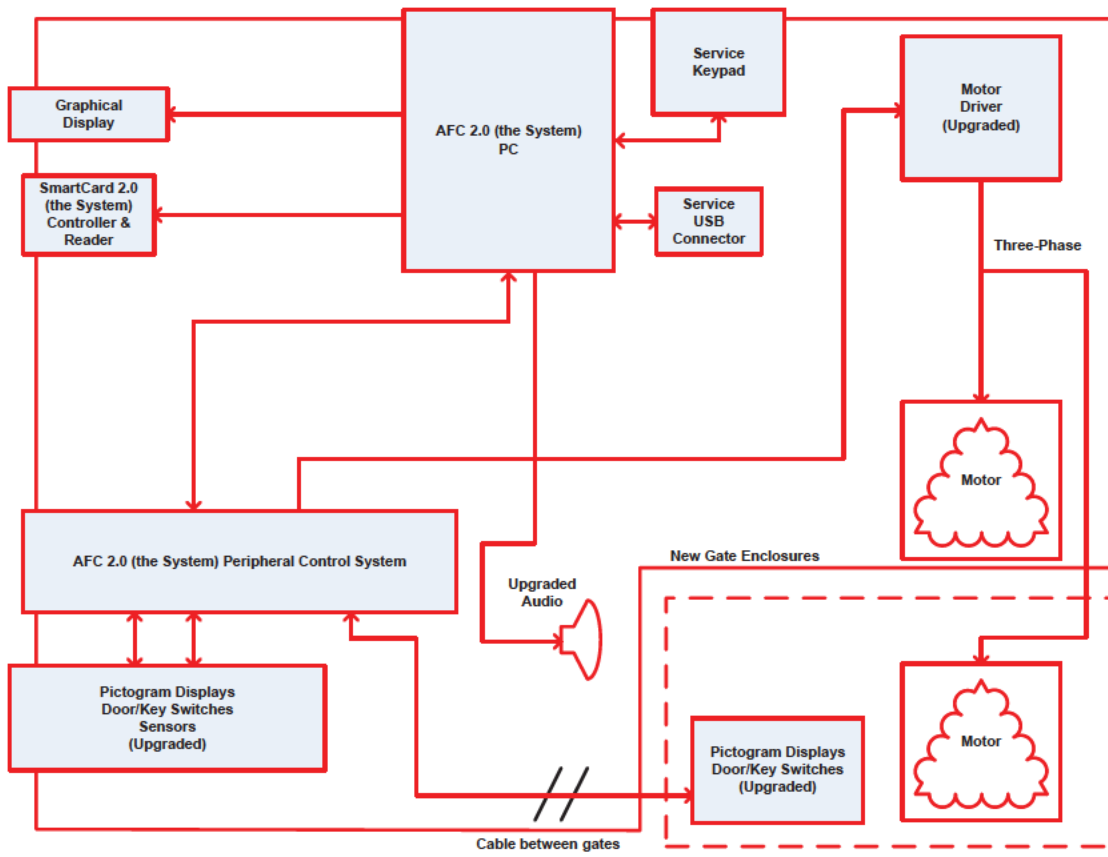 Graphical
Display
AFC 2.0 (the System)
PC
Service
Keypad
Motor
Driver
(Upgraded)
SmartCard 2.0
(the System)
Controller &
Reader
Service
USB
Connector
Three-Phase
Motor
AFC 2.0 (the System) Peripheral Control System
New Gate Enclosures
Upgraded
Audio
Pictogram Displays
Door/Key Switches
Sensors
(Upgraded)
Pictogram Displays
Door/Key Switches
(Upgraded)
Motor
Cable between gates